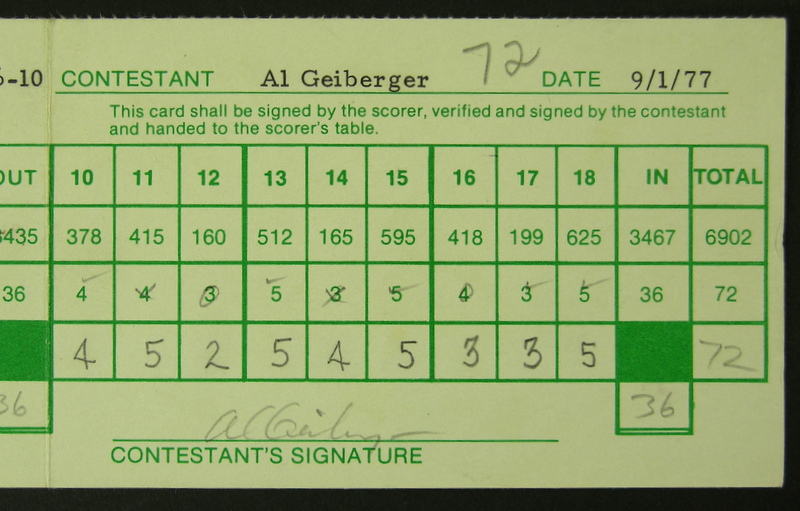 -10 CONTESTANT Al Geiberger 72 DATE 9/1/77
This card shall be signed by the scorer, verified and signed by the contestant
and handed to the scorer's table.
OUT 10 11 12 13 14 15 16 17 18 IN TOTAL
3435 378 415 160 512 165 595 418 199 625 3467 6902
36 4 4 3 5 3 5 4 3 5 36 72
4 5 2 5 4 5 3 3 5 72
36 36
Al Geiberger
CONTESTANT'S SIGNATURE